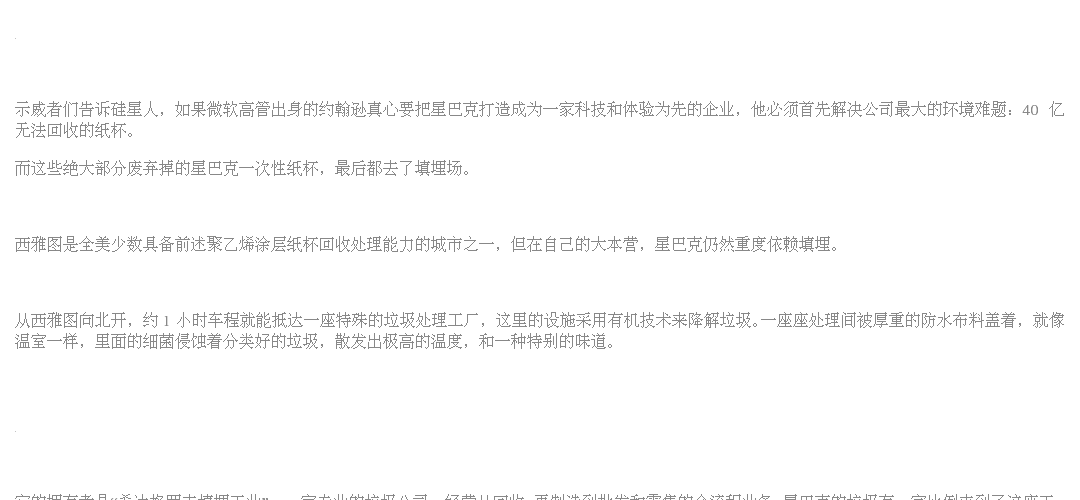 示威者们告诉硅星人，如果微软高管出身的约翰逊真心要把星巴克打造成为一家科技和体验为先的企业，他必须首先解决公司最大的环境难题：40 亿
无法回收的纸杯。
而这些绝大部分废弃掉的星巴克一次性纸杯，最后都去了填埋场。
西雅图是全美少数具备前述聚乙烯涂层纸杯回收处理能力的城市之一，但在自己的大本营，星巴克仍然重度依赖填埋。
从西雅图向北开，约 1 小时车程就能抵达一座特殊的垃圾处理工厂，这里的设施采用有机技术来降解垃圾。一座座处理间被厚重的防水布料盖着，就像
温室一样，里面的细菌侵蚀着分类好的垃圾，散发出极高的温度，和一种特别的味道。